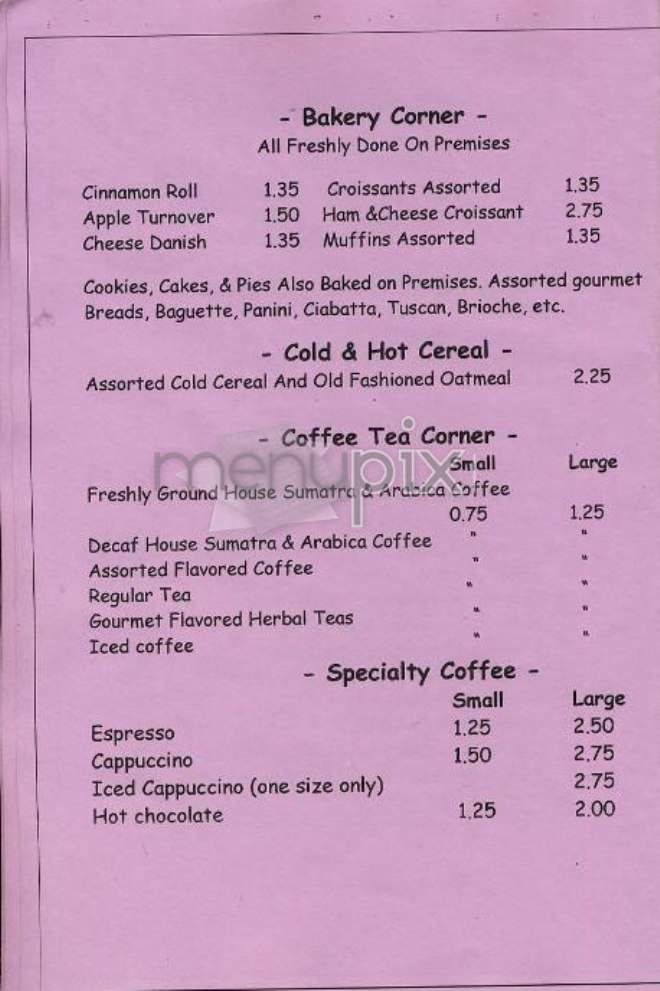 - Bakery Corner -
All Freshly Done On Premises
Cinnamon Roll 1.35 Croissants Assorted 1.35
Apple Turnover 1.50 Ham &Cheese Croissant 2.75
Cheese Danish 1.35 Muffins Assorted 1.35
Cookies, Cakes, & Pies Also Baked on Premises. Assorted gourmet
Breads, Baguette, Panini, Ciabatta, Tuscan, Brioche, etc.
- Cold & Hot Cereal -
Assorted Cold Cereal And Old Fashioned Oatmeal 2.25
- Coffee Tea Corner -
menupix
Small Large
Freshly Ground House Sumatra & Arabica Coffee
0.75 1.25
Decaf House Sumatra & Arabica Coffee " "
Assorted Flavored Coffee " "
Regular Tea " "
Gourmet Flavored Herbal Teas " "
Iced coffee " "
- Specialty Coffee -
Small Large
Espresso 1.25 2.50
Cappuccino 1.50 2.75
Iced Cappuccino (one size only) 2.75
Hot chocolate 1.25 2.00